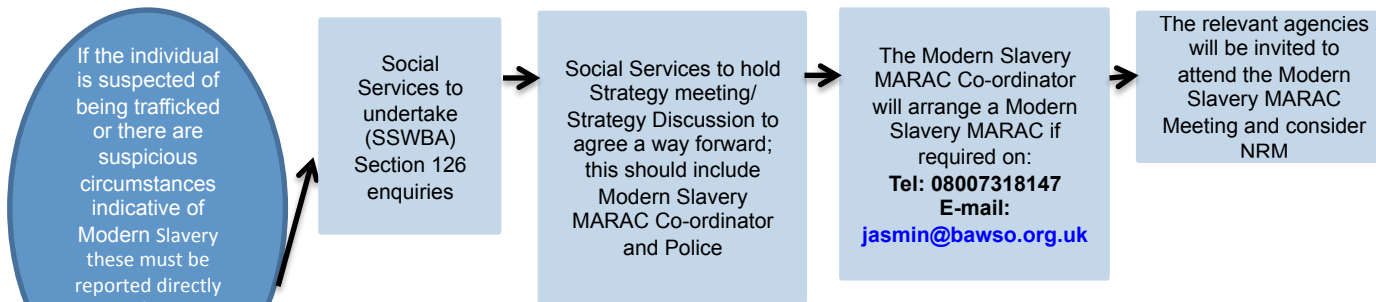 If the individual
is suspected of
being trafficked
or there are
suspicious
circumstances
indicative of
Modern Slavery
these must be
reported directly
Social
Services to
undertake
(SSWBA)
Section 126
enquiries
Social Services to hold
Strategy meeting/
Strategy Discussion to
agree a way forward;
this should include
Modern Slavery
MARAC Co-ordinator
and Police
The Modern Slavery
MARAC Co-ordinator
will arrange a Modern
Slavery MARAC if
required on:
Tel: 08007318147
E-mail:
jasmin@bawso.org.uk
The relevant agencies
will be invited to
attend the Modern
Slavery MARAC
Meeting and consider
NRM